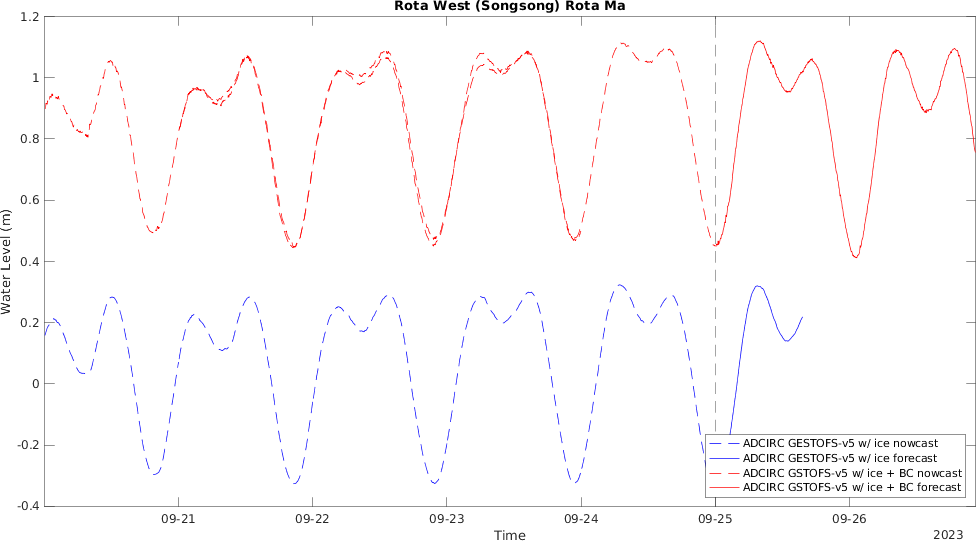 Rota West (Songsong) Rota Ma
1.2
1
0.8
0.6
0.4
0.2
0
-0.2
-0.4
Water Level (m)
ADCIRC GESTOFS-v5 w/ ice nowcast
ADCIRC GESTOFS-v5 w/ ice forecast
ADCIRC GSTOFS-v5 w/ ice + BC nowcast
ADCIRC GSTOFS-v5 w/ ice + BC forecast
09-21 09-22 09-23 09-24 09-25 09-26
Time
2023